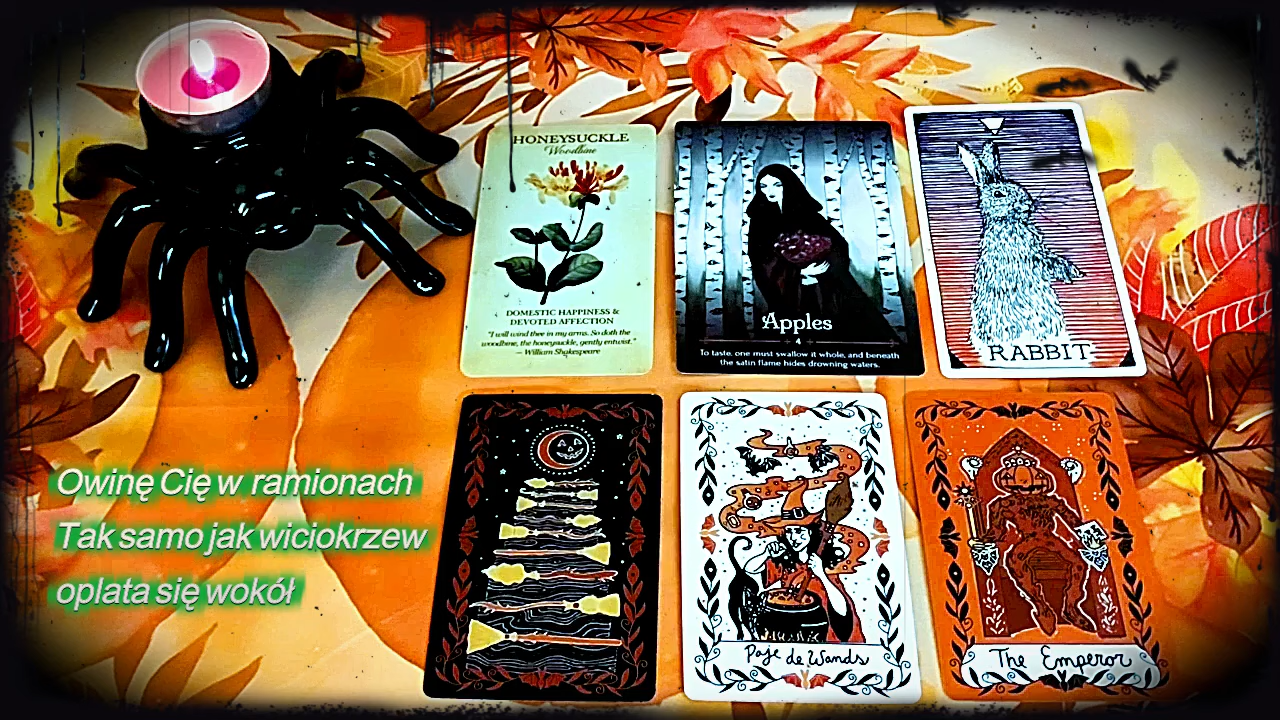 HONEYSUCKLE
Woodbine
DOMESTIC HAPPINESS &
DEVOTED AFFECTION
"I will wind thee in my arms. So doth the
woodbine, the honeysuckle, gently entwist."
— William Shakespeare
Apples
4
To taste, one must swallow it whole, and beneath
the satin flame hides drowning waters.
RABBIT
Owinę Cię w ramionach
Tak samo jak wiciokrzew
oplata się wokół
Page de Wands
The Emperor